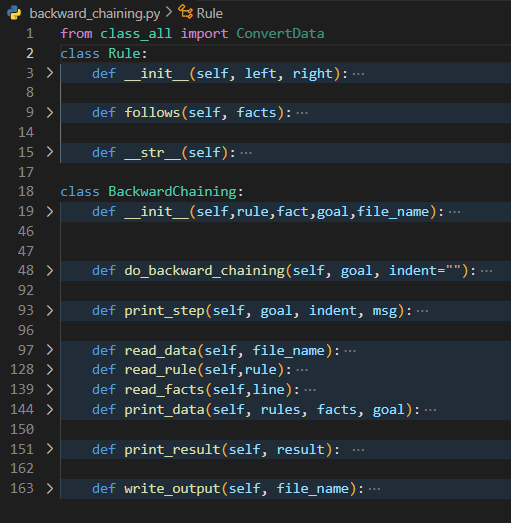 backward_chaining.py > Rule
1 from class_all import ConvertData
2 class Rule:
3 > def __init__(self, left, right): ···
8
9 > def follows(self, facts): ···
14
15 > def __str__(self): ···
17
18 class BackwardChaining:
19 > def __init__(self,rule,fact,goal,file_name): ···
46
47
48 > def do_backward_chaining(self, goal, indent=""): ···
92
93 > def print_step(self, goal, indent, msg): ···
96
97 > def read_data(self, file_name): ···
128 > def read_rule(self,rule): ···
139 > def read_facts(self,line): ···
144 > def print_data(self, rules, facts, goal): ···
150
151 > def print_result(self, result): ···
162
163 > def write_output(self, file_name): ···